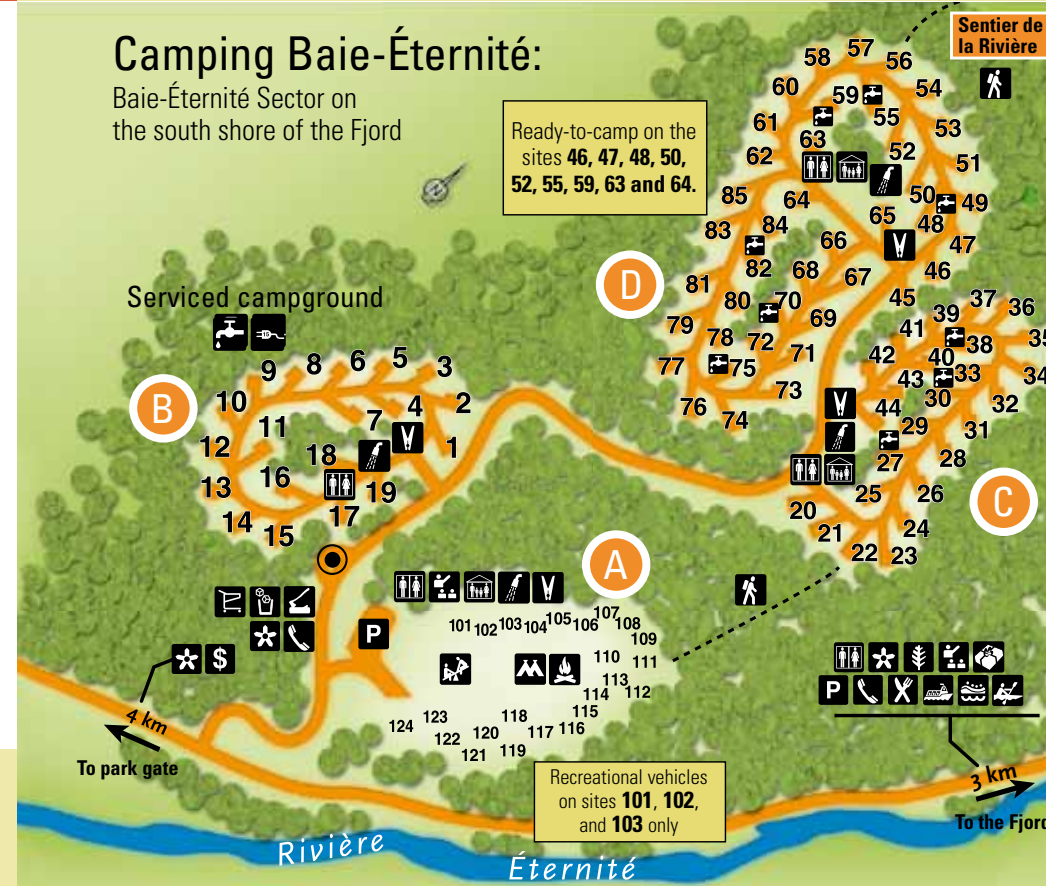 Camping Baie-Éternité:
Baie-Éternité Sector on
the south shore of the Fjord
Ready-to-camp on the
sites 46, 47, 48, 50,
52, 55, 59, 63 and 64.
Sentier de
la Rivière
58 57 56
60 59 54
61 55 53
63 52
62 51
85 64 50 49
83 84 65 48
66 47
82 68 67 46
81
D
80 70 45
79 78 69
72 71
77 75
73
76 74
37 36
39
41 38 35
42 40
43 33 34
30 32
44 29 31
27 28
25 26
C
20 24
21
22 23
Serviced campground
9 8 6 5 3
B
10 4 2
11 7
12 1
18
16
13 19
17
14 15
A
107
105 106 108
101 102 103 104
109
110 111
113
114 112
115
118 116
123 117
124 120
122 119
121
P
$
4 km
To park gate
P
3 km
To the Fjord
Recreational vehicles
on sites 101, 102,
and 103 only
Rivière
Éternité